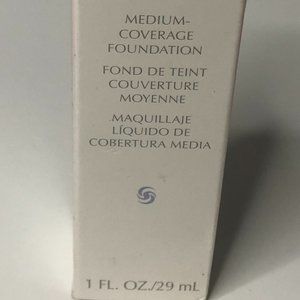 MEDIUM-
COVERAGE
FOUNDATION
FOND DE TEINT
COUVERTURE
MOYENNE
MAQUILLAJE
LÍQUIDO DE
COBERTURA MEDIA
1 FL. OZ./29 mL